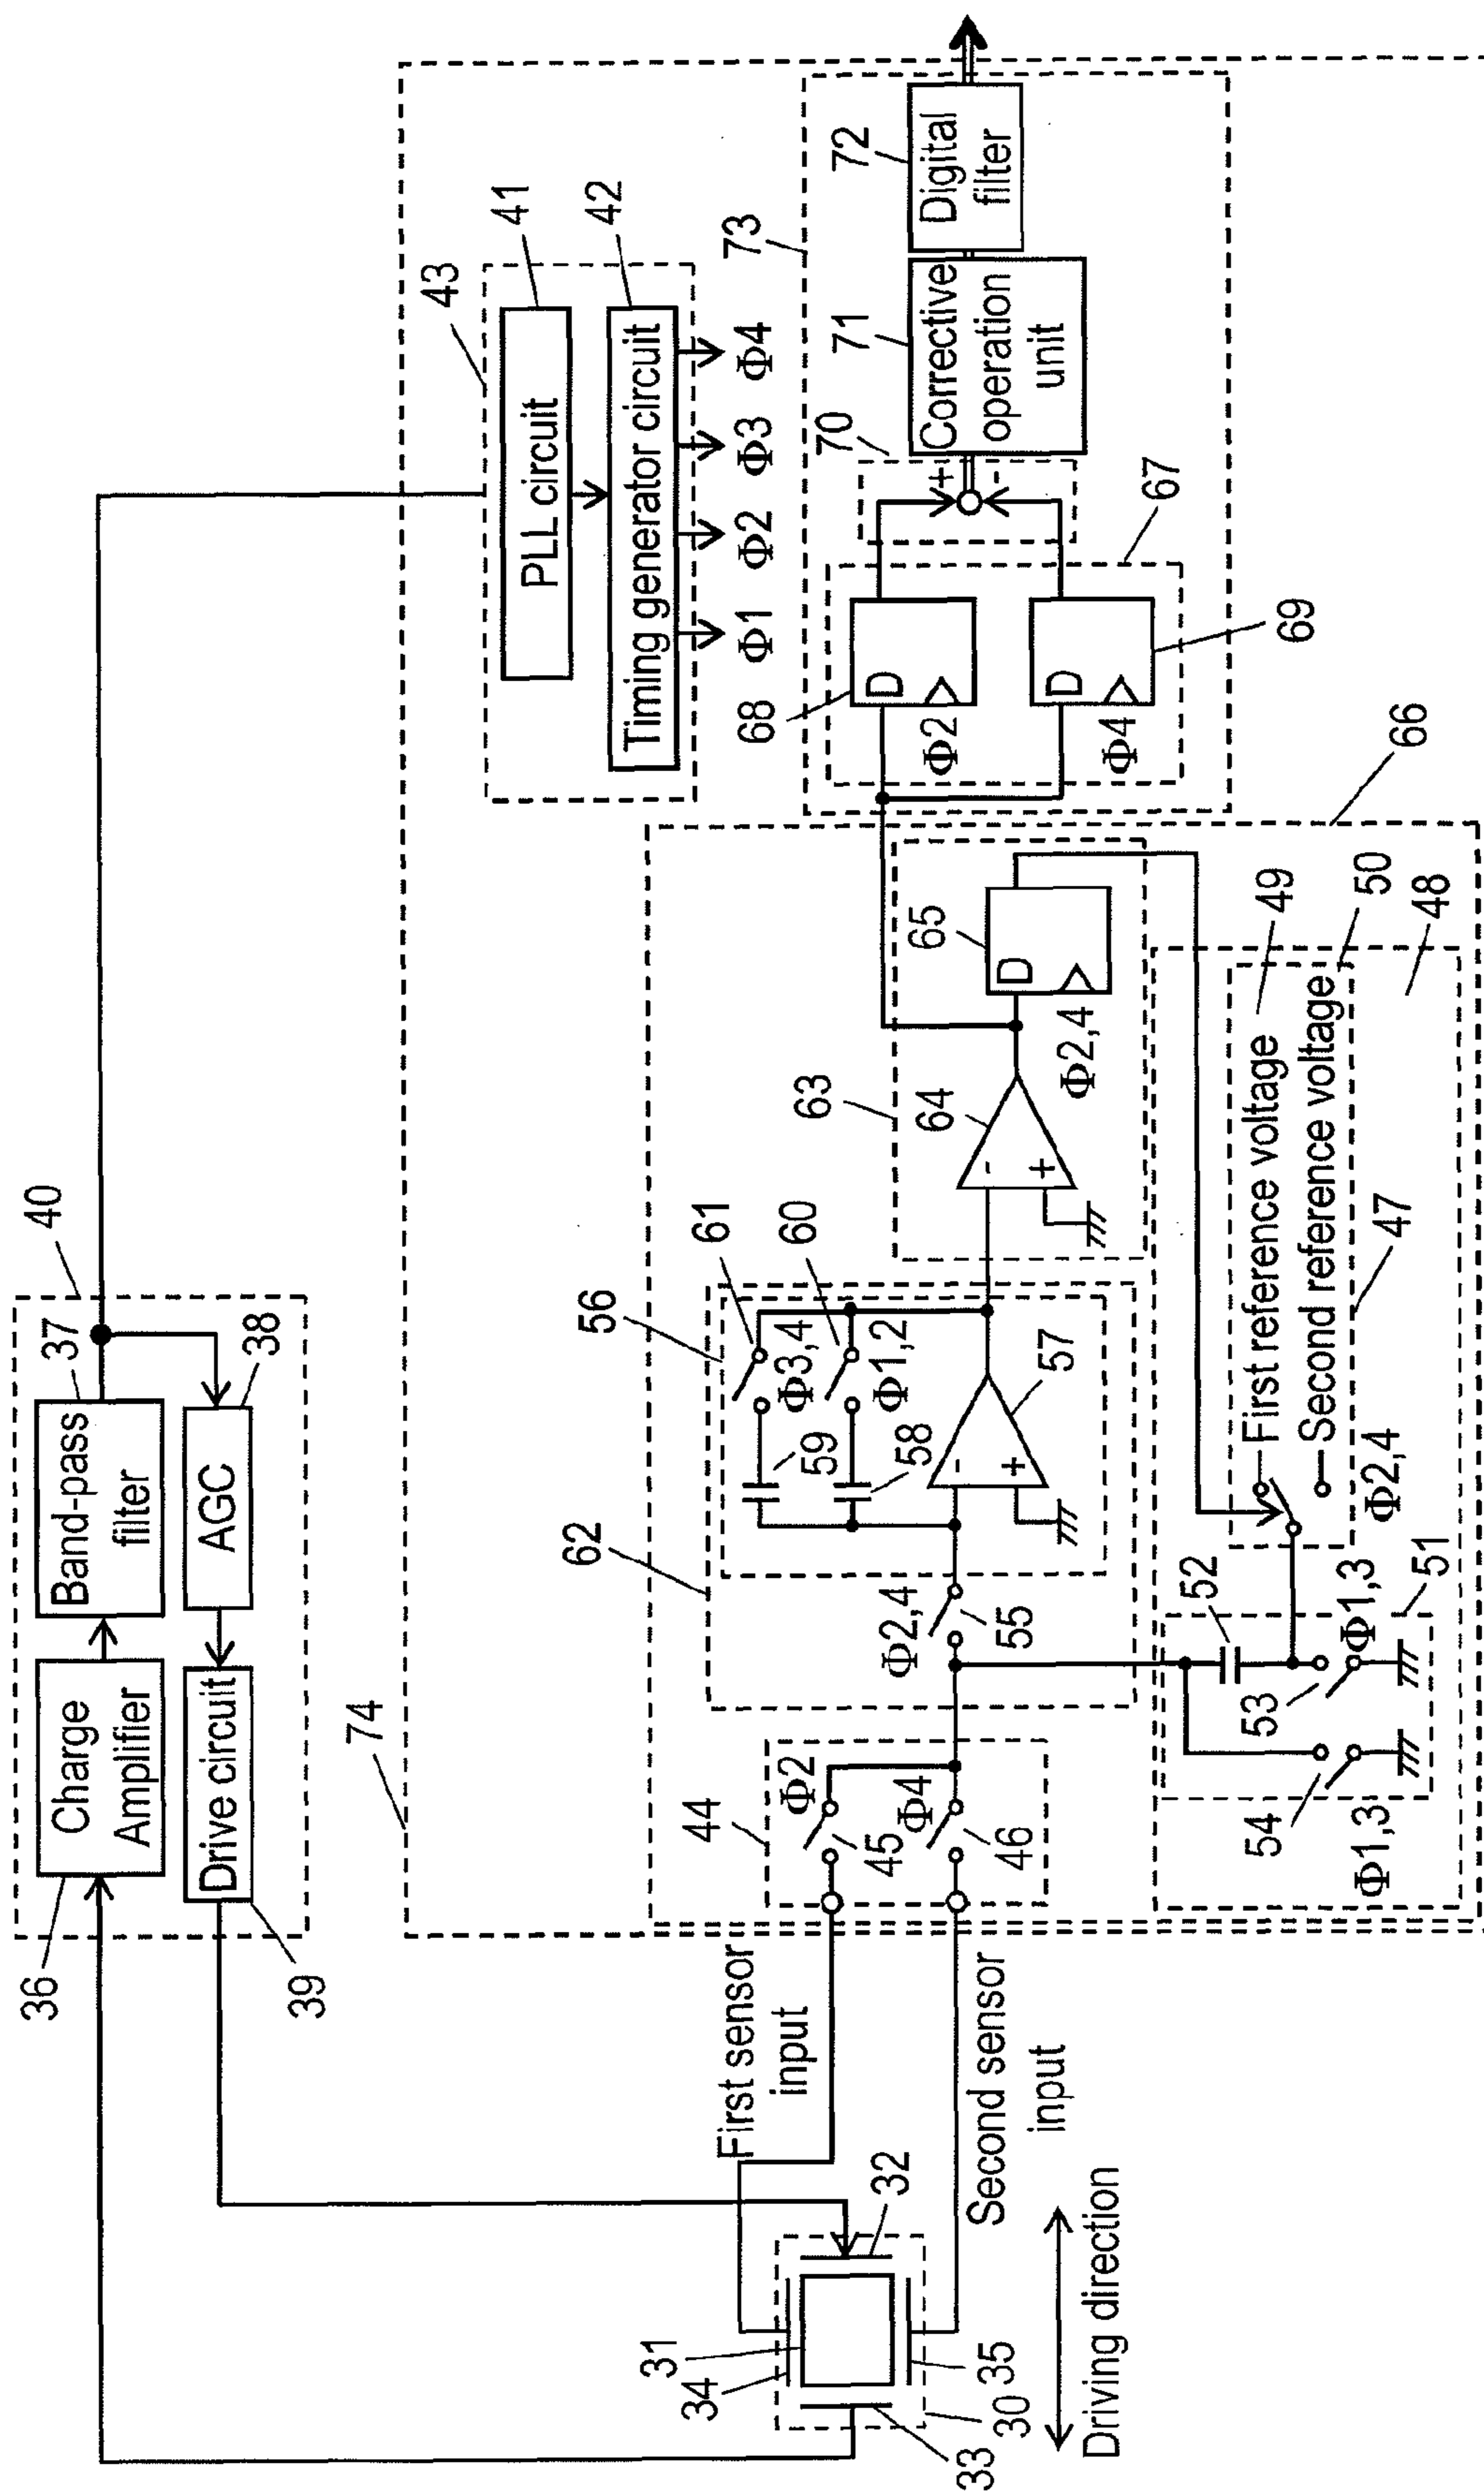 40
36
Charge
Amplifier
37
Band-pass
filter
AGC
38
Drive circuit
39
74
43
PLL circuit
41
Timing generator circuit
42
Φ1
Φ2
Φ3
Φ4
First sensor
input
Second sensor
input
31
34
32
35
30
33
Driving direction
44
Φ2
45
Φ4
46
62
Φ2,4
55
56
61
Φ3,4
60
Φ1,2
59
58
-
+
57
63
64
-
+
65
D
Φ2,4
66
52
53
Φ1,3
51
54
Φ1,3
First reference voltage
49
Second reference voltage
50
Φ2,4
47
48
73
68
D
Φ2
D
Φ4
69
67
70
+
-
71
Corrective
operation
unit
72
Digital
filter